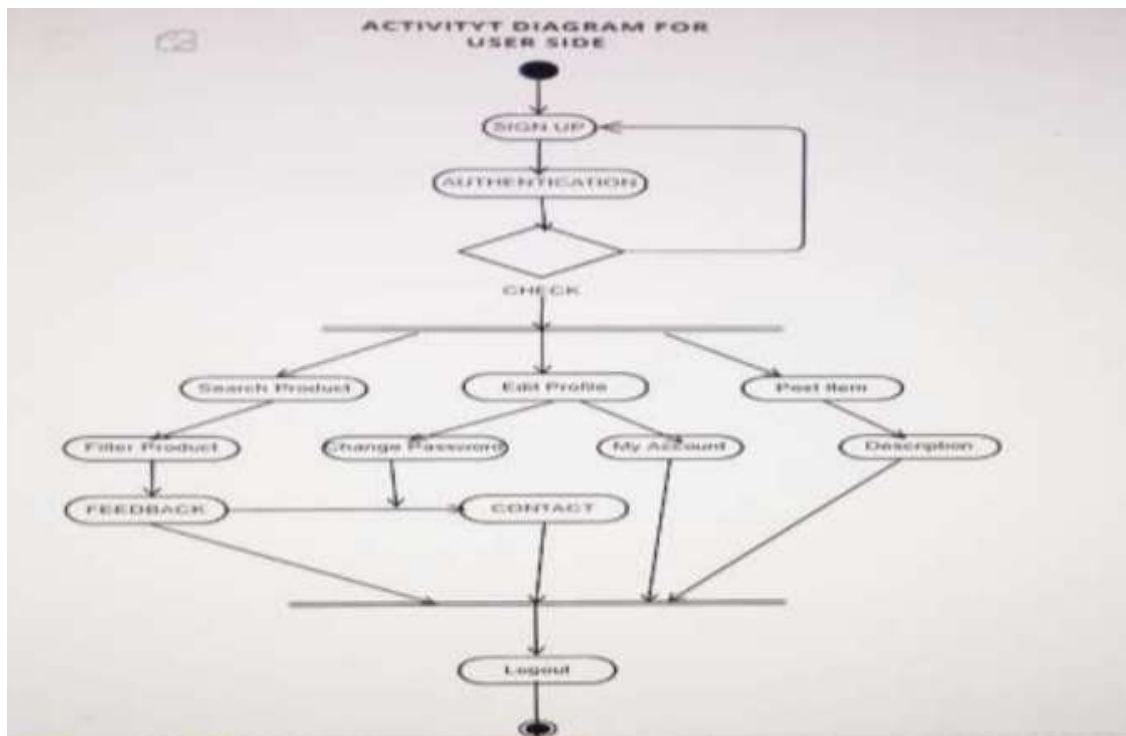 ACTIVITYT DIAGRAM FOR
USER SIDE
SIGN UP
AUTHENTICATION
CHECK
Search Product
Edit Profile
Post Item
Filter Product
Change Password
My Account
Description
FEEDBACK
CONTACT
Logout